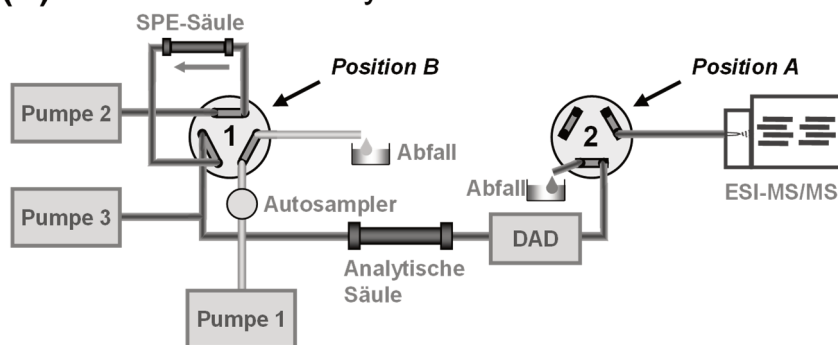 SPE-Säule
Position B
Position A
Pumpe 2
1
2
Abfall
Abfall
ESI-MS/MS
Pumpe 3
Autosampler
DAD
Analytische
Säule
Pumpe 1